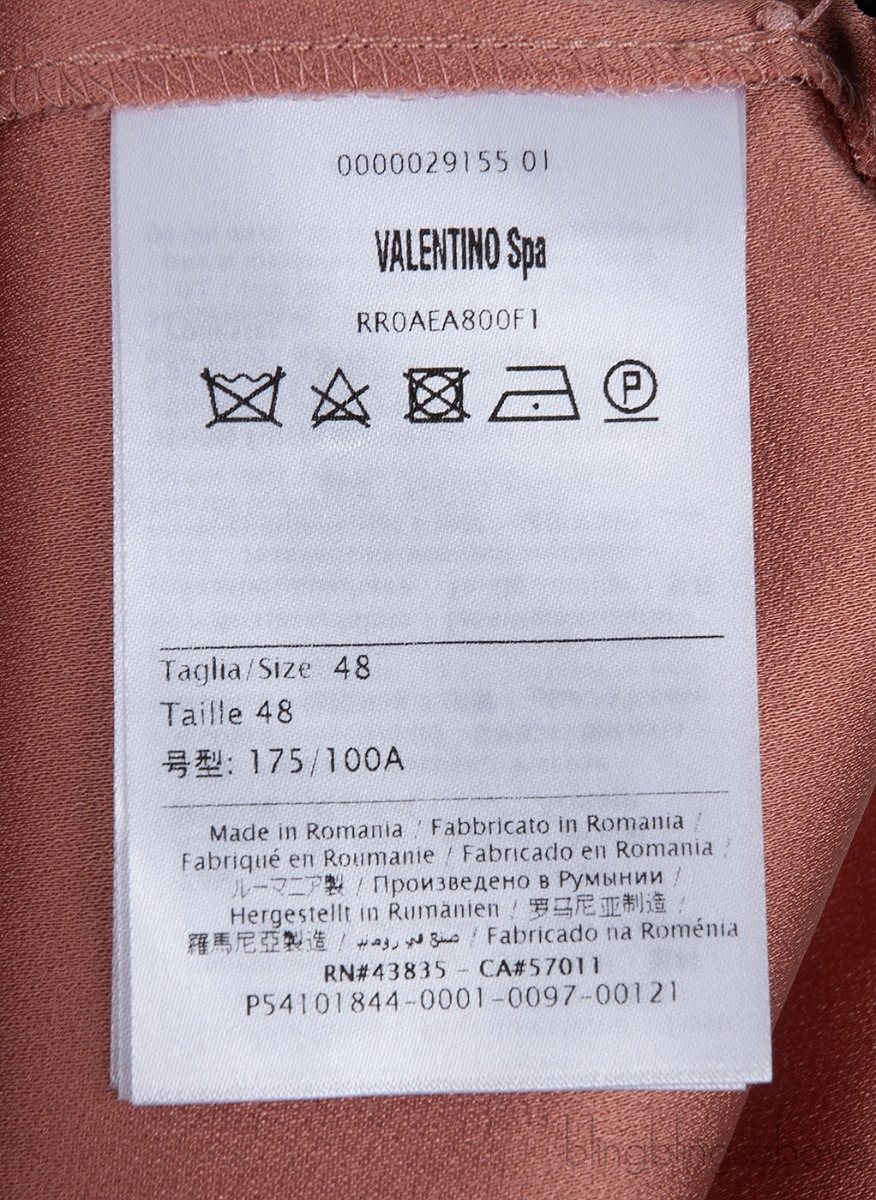 0000029155 01
VALENTINO Spa
RR0AEA800F1
P
Taglia/Size 48
Taille 48
号型: 175/100A
Made in Romania / Fabbricato in Romania /
Fabriqué en Roumanie / Fabricado en Romania /
ルーマニア製 / Произведено в Румынии /
Hergestellt in Rumänien / 罗马尼亚制造 /
羅馬尼亞製造 / صنع في رومانيا / Fabricado na Roménia
RN#43835 - CA#57011
P54101844-0001-0097-00121